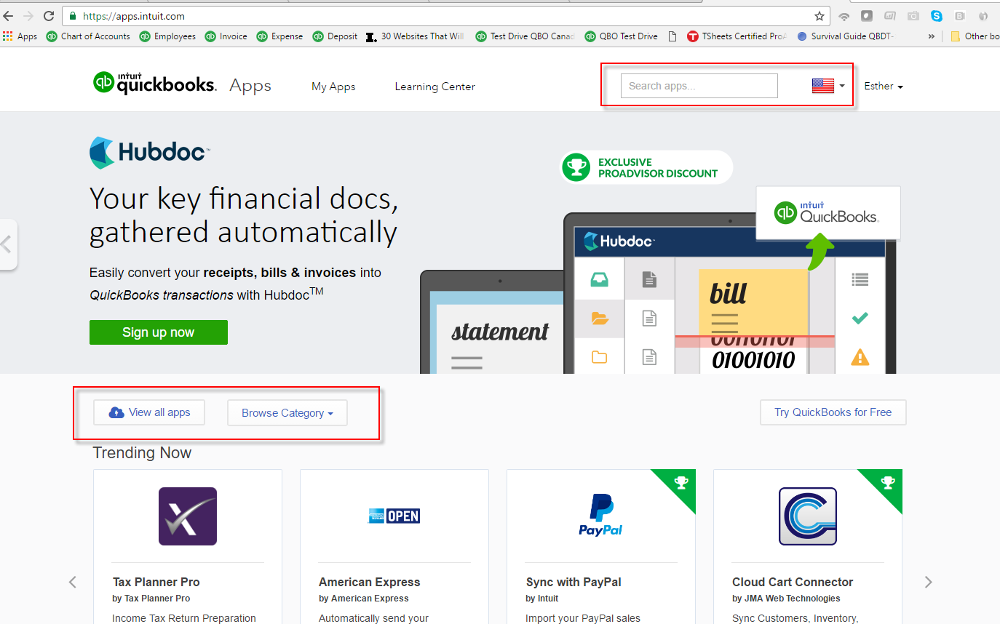 https://apps.intuit.com
Apps Chart of Accounts Employees Invoice Expense Deposit 30 Websites That Will Test Drive QBO Canad QBO Test Drive TSheets Certified ProA Survival Guide QBDT- » Other bo
intuit quickbooks. Apps My Apps Learning Center Search apps... Esther
Hubdoc™
EXCLUSIVE
PROADVISOR DISCOUNT
Your key financial docs,
gathered automatically
Easily convert your receipts, bills & invoices into
QuickBooks transactions with Hubdoc™
Sign up now
intuit
QuickBooks.
Hubdoc™
statement
bill
00110101
01001010
View all apps Browse Category Try QuickBooks for Free
Trending Now
OPEN
PayPal
Tax Planner Pro
by Tax Planner Pro
Income Tax Return Preparation
American Express
by American Express
Automatically send your
Sync with PayPal
by Intuit
Import your PayPal sales
Cloud Cart Connector
by JMA Web Technologies
Sync Customers, Inventory,